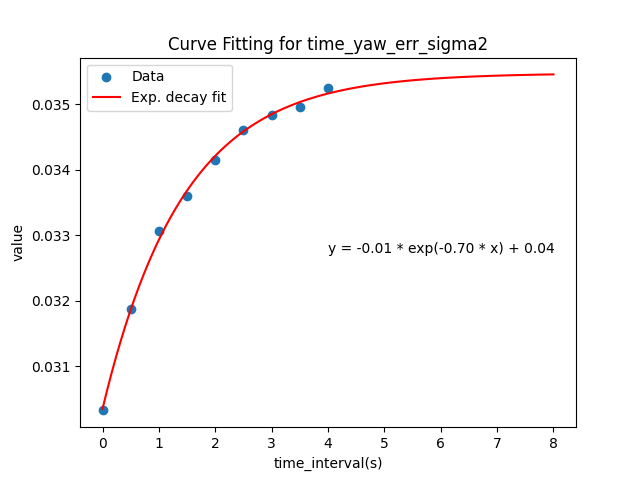 Curve Fitting for time_yaw_err_sigma2
Data
Exp. decay fit
0.035
0.034
0.033
0.032
0.031
value
y = -0.01 * exp(-0.70 * x) + 0.04
0 1 2 3 4 5 6 7 8
time_interval(s)